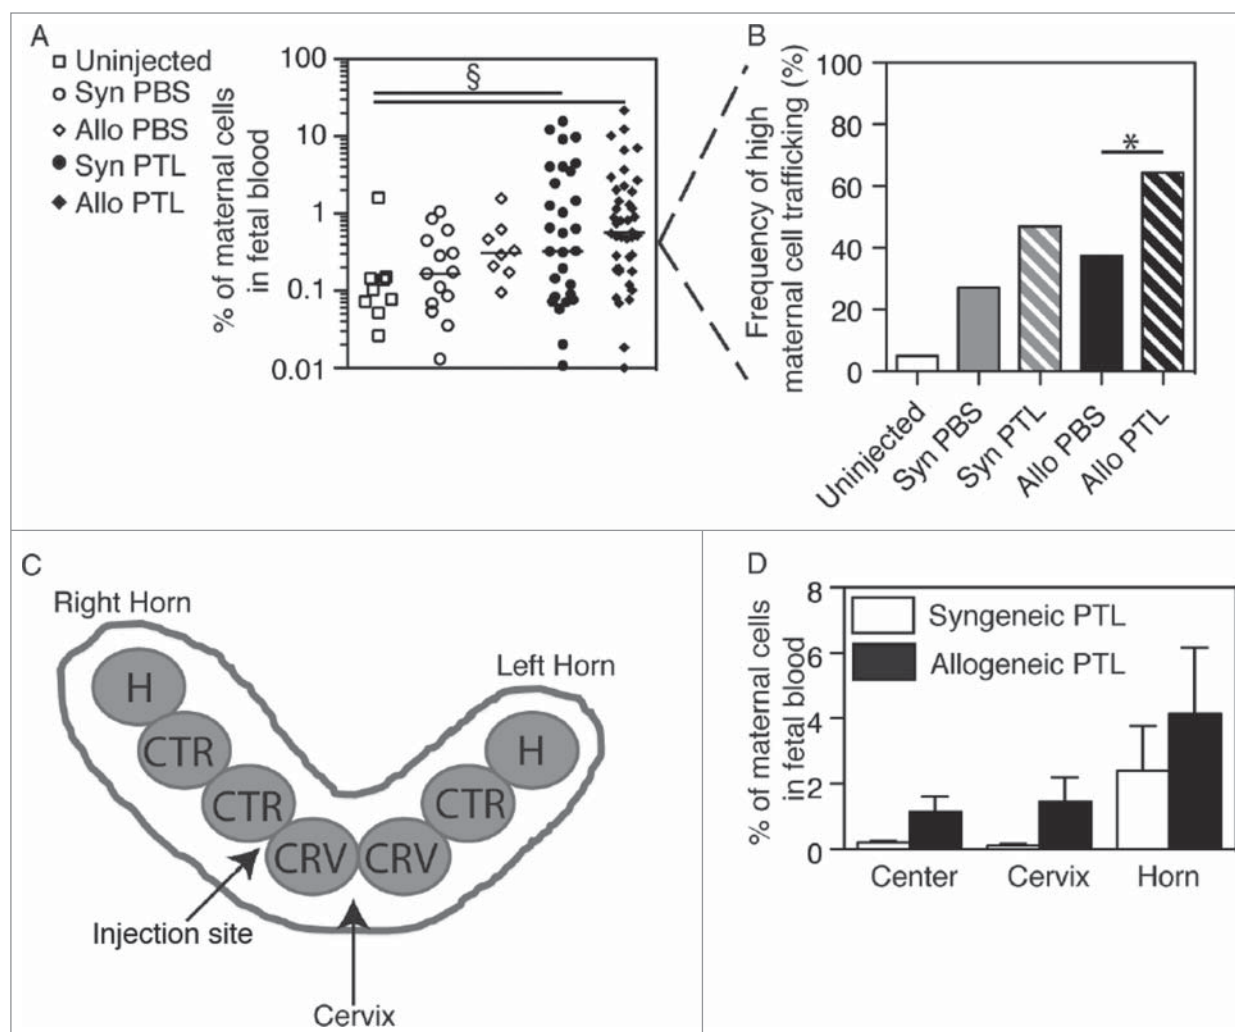 A
Uninjected
Syn PBS
Allo PBS
Syn PTL
Allo PTL
% of maternal cells
in fetal blood
100
10
1
0.1
0.01
§
B
Frequency of high
maternal cell trafficking (%)
100
80
60
40
20
0
*
Uninjected
Syn PBS
Syn PTL
Allo PBS
Allo PTL
C
Right Horn
Left Horn
H
H
CTR
CTR
CTR
CRV
CRV
Injection site
Cervix
D
% of maternal cells
in fetal blood
8
6
4
2
0
Syngeneic PTL
Allogeneic PTL
Center
Cervix
Horn